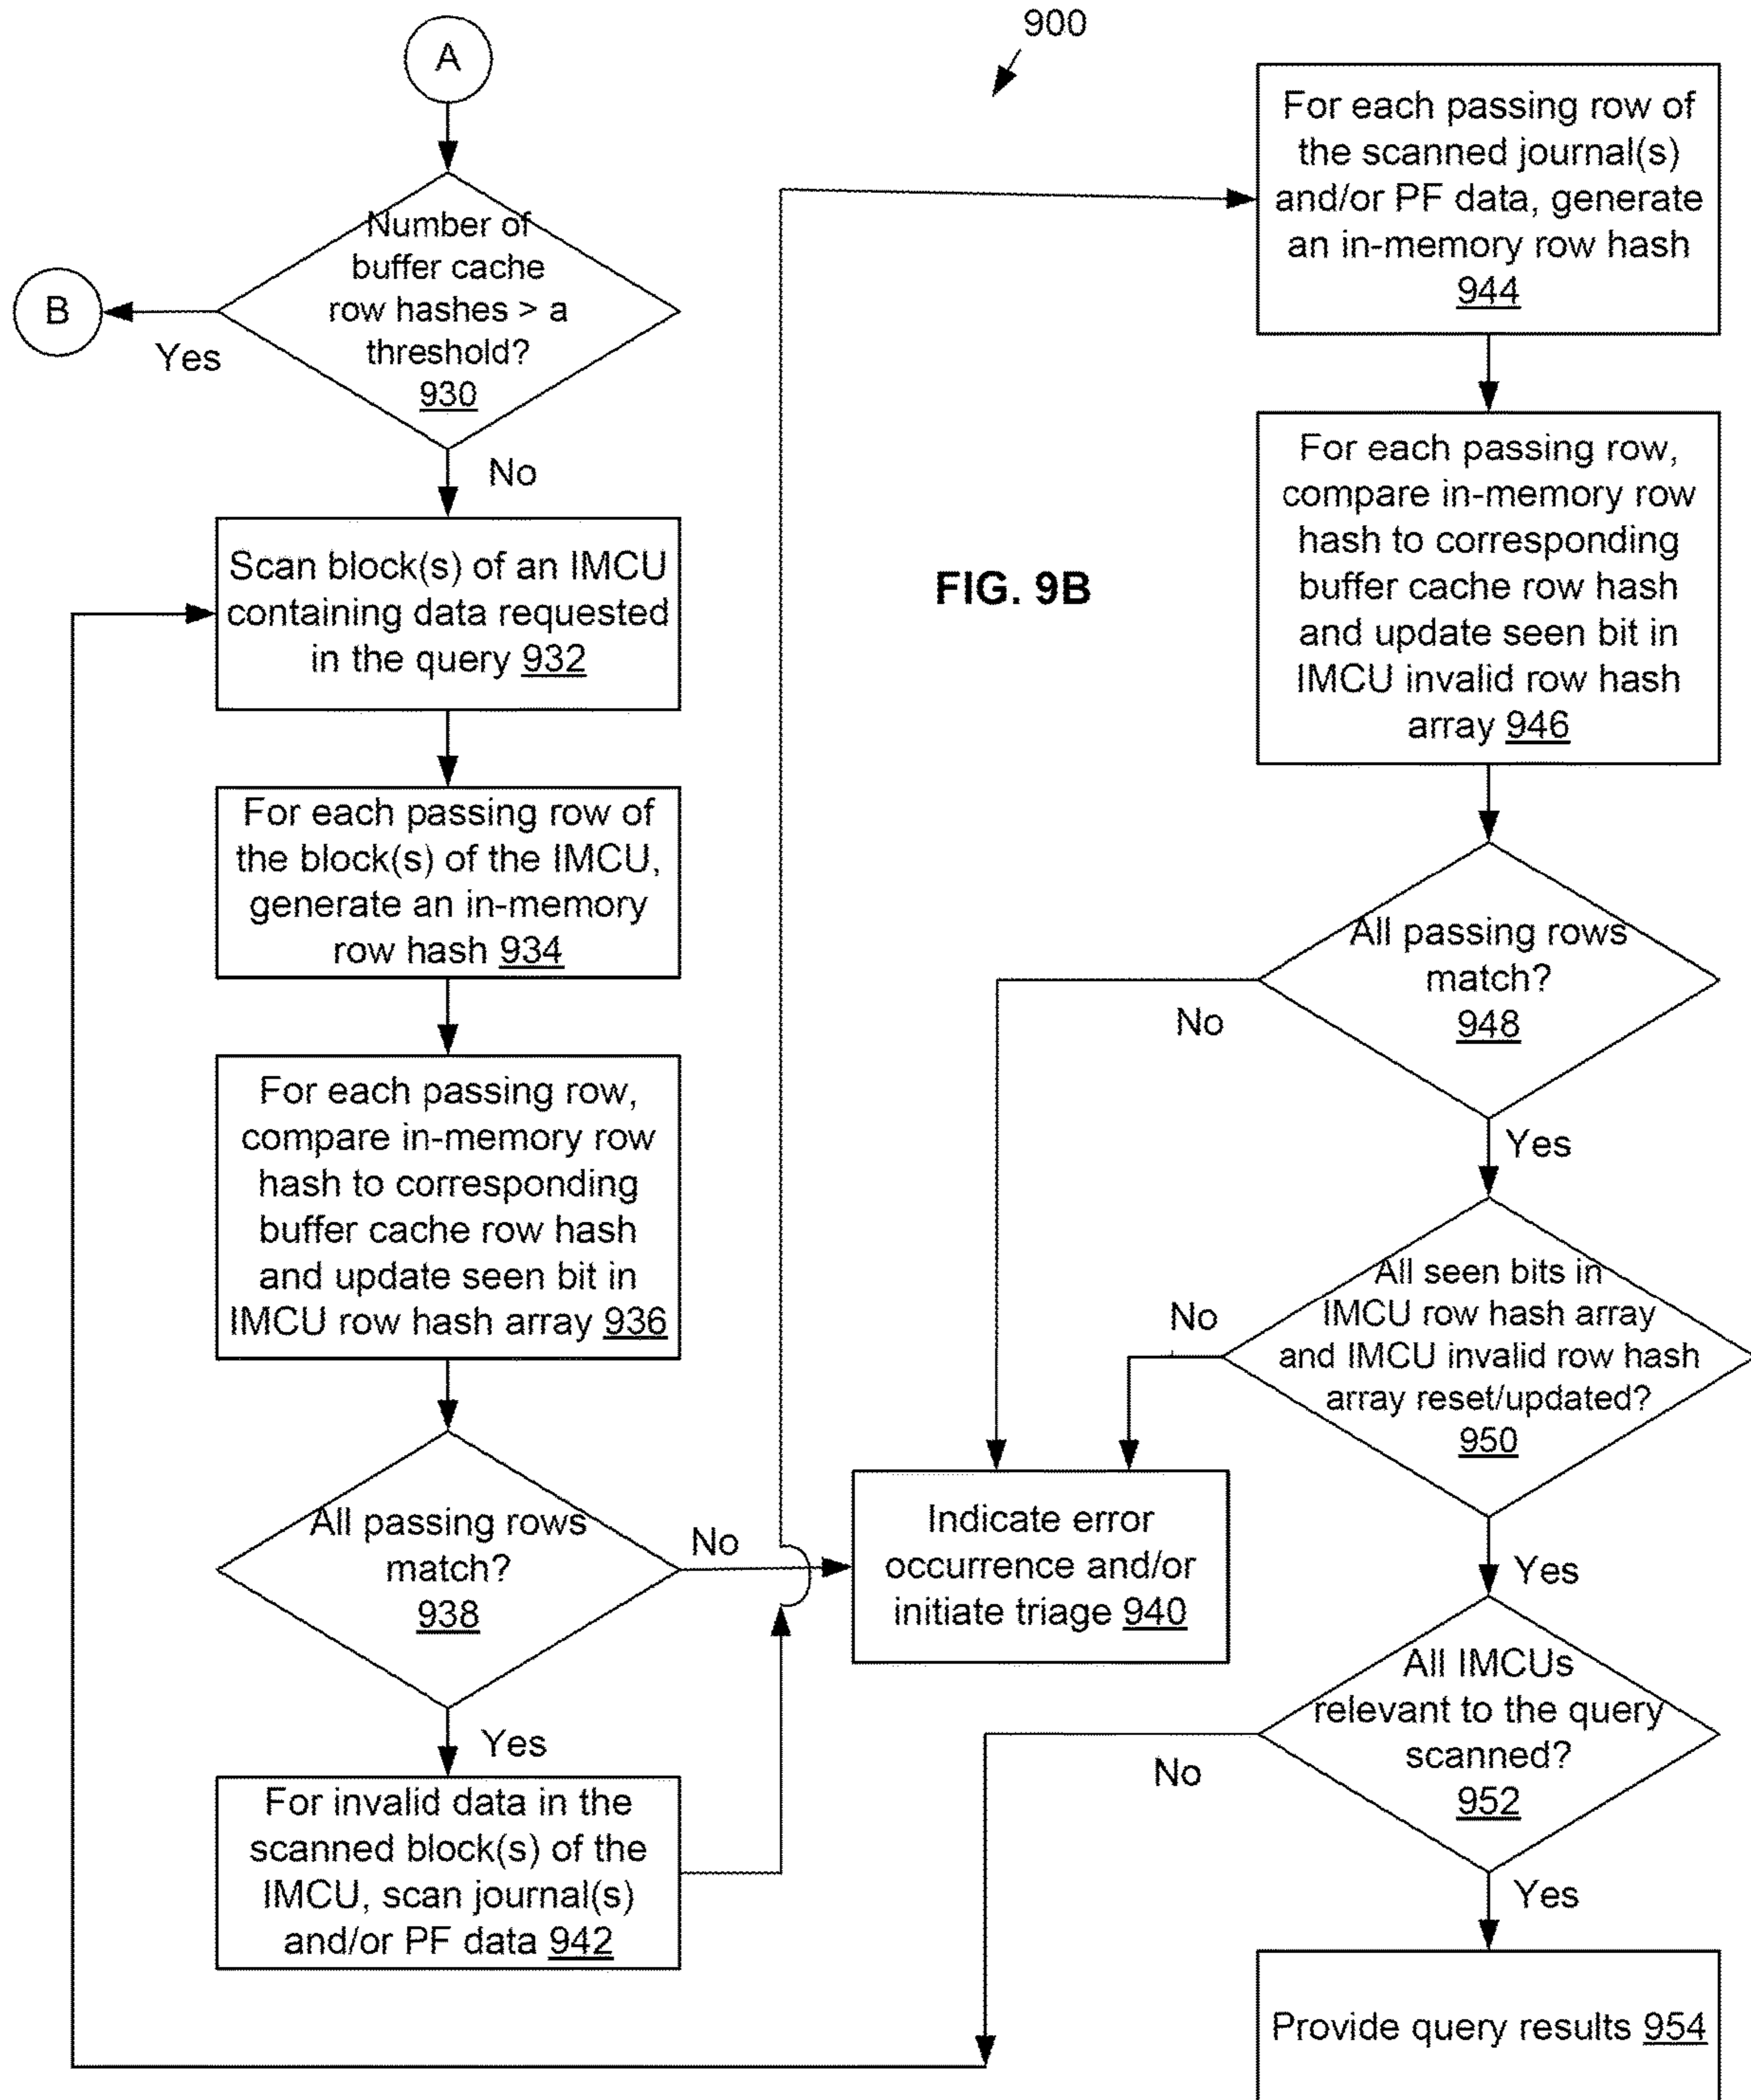 900
A
Number of
buffer cache
row hashes > a
threshold?
930
B
Yes
No
Scan block(s) of an IMCU
containing data requested
in the query 932
For each passing row of
the block(s) of the IMCU,
generate an in-memory
row hash 934
For each passing row,
compare in-memory row
hash to corresponding
buffer cache row hash
and update seen bit in
IMCU row hash array 936
All passing rows
match?
938
No
Yes
For invalid data in the
scanned block(s) of the
IMCU, scan journal(s)
and/or PF data 942
FIG. 9B
Indicate error
occurrence and/or
initiate triage 940
For each passing row of
the scanned journal(s)
and/or PF data, generate
an in-memory row hash
944
For each passing row,
compare in-memory row
hash to corresponding
buffer cache row hash
and update seen bit in
IMCU invalid row hash
array 946
All passing rows
match?
948
No
Yes
All seen bits in
IMCU row hash array
and IMCU invalid row hash
array reset/updated?
950
No
Yes
All IMCUs
relevant to the query
scanned?
952
No
Yes
Provide query results 954